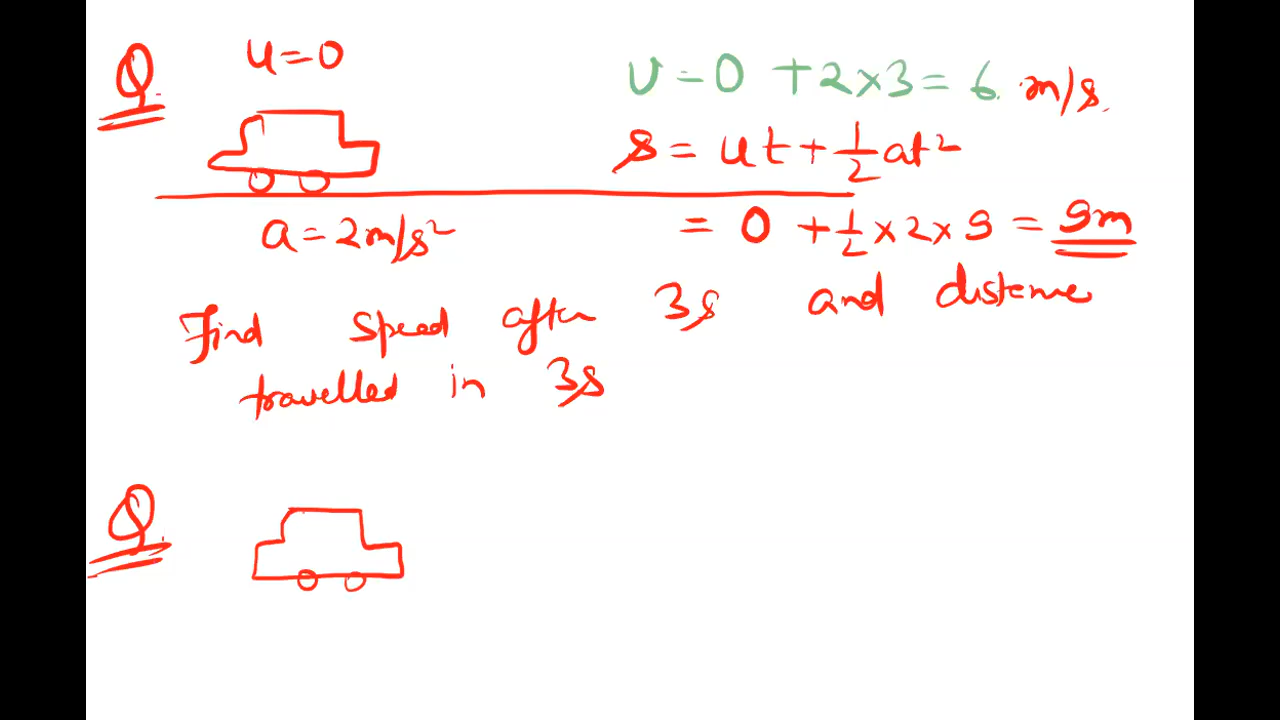 Q u=0
v=0 +2×3=6 m/s.
s = ut+½at²
a=2m/s²
= 0 +½×2×9 = 9m
Find speed after 3s and distance
travelled in 3s
Q